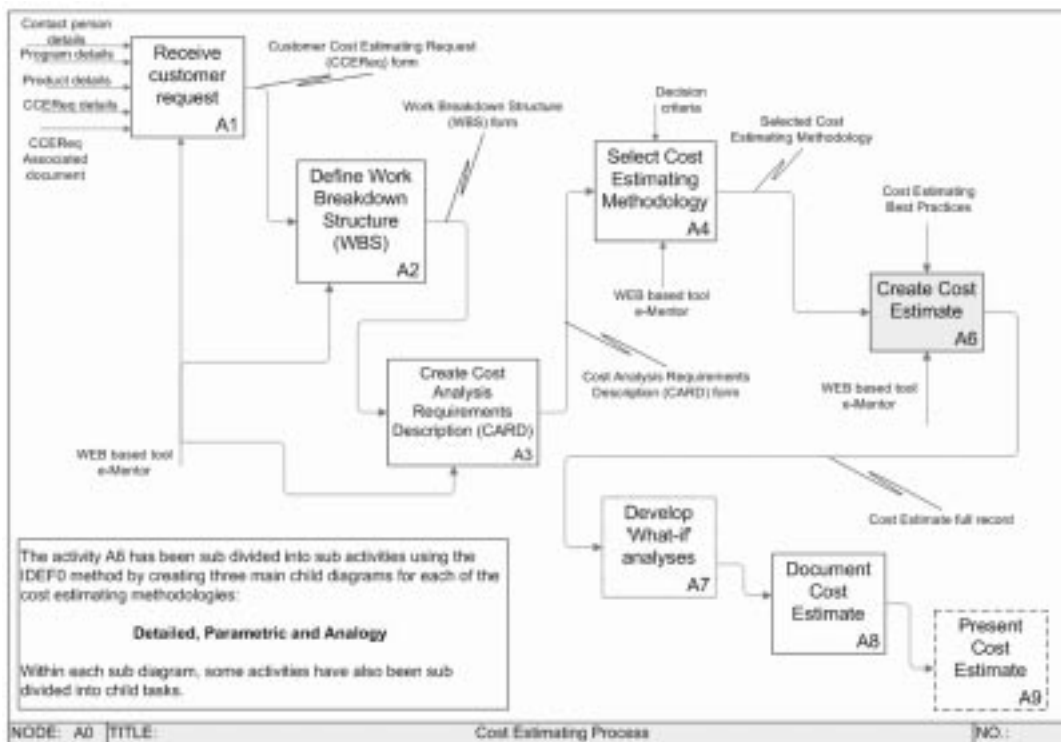 Contact person
details
Program details
Product details
CCEReq details
CCEReq
Associated
document
Receive
customer
request
A1
Customer Cost Estimating Request
(CCEReq) form
Work Breakdown Structure
(WBS) form
Define Work
Breakdown
Structure
(WBS)
A2
Decision
criteria
Select Cost
Estimating
Methodology
A4
Selected Cost
Estimating Methodology
WEB based tool
e-Mentor
Cost Estimating
Best Practices
Create Cost
Estimate
A6
WEB based tool
e-Mentor
Create Cost
Analysis
Requirements
Description (CARD)
A3
Cost Analysis Requirements
Description (CARD) form
WEB based tool
e-Mentor
Cost Estimate full record
Develop
'What-if'
analyses
A7
Document
Cost
Estimate
A8
Present
Cost
Estimate
A9
The activity A6 has been sub divided into sub activities using the
IDEF0 method by creating three main child diagrams for each of the
cost estimating methodologies:
Detailed, Parametric and Analogy
Within each sub diagram, some activities have also been sub
divided into child tasks.
NODE: A0 TITLE: Cost Estimating Process NO.: